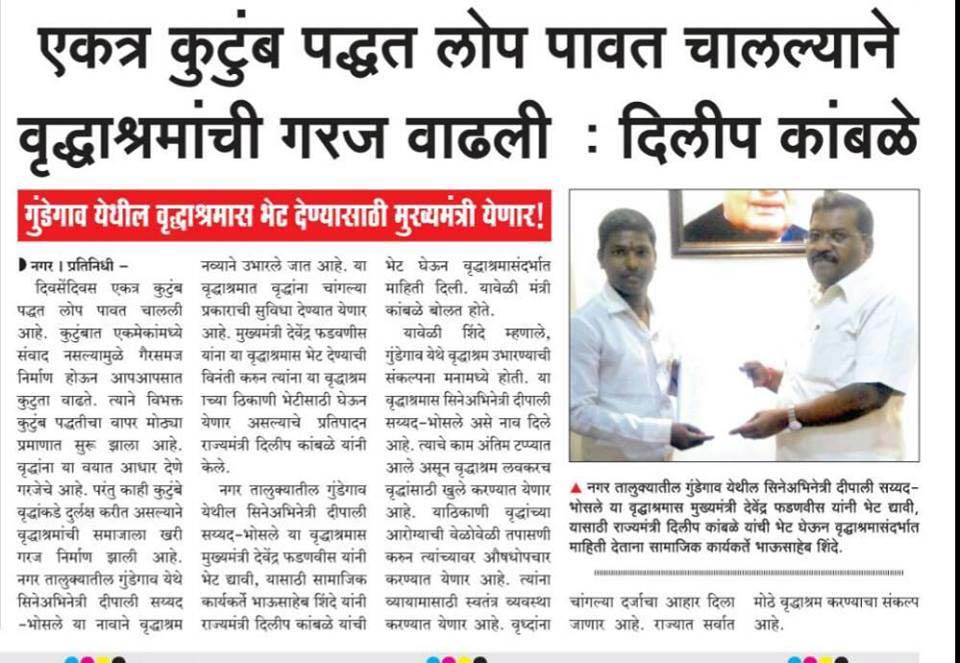 एकत्र कुटुंब पद्धत लोप पावत चालल्याने
वृद्धाश्रमांची गरज वाढली : दिलीप कांबळे
गुंडेगाव येथील वृद्धाश्रमास भेट देण्यासाठी मुख्यमंत्री येणार!
नगर । प्रतिनिधी –
दिवसेंदिवस एकत्र कुटुंब
पद्धत लोप पावत चालली
आहे. कुटुंबात एकमेकांमध्ये
संवाद नसल्यामुळे गैरसमज
निर्माण होऊन आपआपसात
कुटुता वाढते. त्याने विभक्त
कुटुंब पद्धतीचा वापर मोठ्या
प्रमाणात सुरू झाला आहे.
वृद्धांना या वयात आधार देणे
गरजेचे आहे. परंतु काही कुटुंबे
वृद्धांकडे दुर्लक्ष करीत असल्याने
वृद्धाश्रमांची समाजाला खरी
गरज निर्माण झाली आहे.
नगर तालुक्यातील गुंडेगाव येथे
सिनेअभिनेत्री दीपाली सय्यद
-भोसले या नावाने वृद्धाश्रम
नव्याने उभारले जात आहे. या
वृद्धाश्रमात वृद्धांना चांगल्या
प्रकाराची सुविधा देण्यात येणार
आहे. मुख्यमंत्री देवेंद्र फडवणीस
यांना या वृद्धाश्रमास भेट देण्याची
विनंती करुन त्यांना या वृद्धाश्रम
ाच्या ठिकाणी भेटीसाठी घेऊन
येणार असल्याचे प्रतिपादन
राज्यमंत्री दिलीप कांबळे यांनी
केले.
नगर तालुक्यातील गुंडेगाव
येथील सिनेअभिनेत्री दीपाली
सय्यद-भोसले या वृद्धाश्रमास
मुख्यमंत्री देवेंद्र फडणवीस यांनी
भेट द्यावी, यासाठी सामाजिक
कार्यकर्ते भाऊसाहेब शिंदे यांनी
राज्यमंत्री दिलीप कांबळे यांची
भेट घेऊन वृद्धाश्रमासंदर्भात
माहिती दिली. यावेळी मंत्री
कांबळे बोलत होते.
यावेळी शिंदे म्हणाले,
गुंडेगाव येथे वृद्धाश्रम उभारण्याची
संकल्पना मनामध्ये होती. या
वृद्धाश्रमास सिनेअभिनेत्री दीपाली
सय्यद-भोसले असे नाव दिले
आहे. त्याचे काम अंतिम टप्प्यात
आले असून वृद्धाश्रम लवकरच
वृद्धांसाठी खुले करण्यात येणार
आहे. याठिकाणी वृद्धांच्या
आरोग्याची वेळोवेळी तपासणी
करुन त्यांच्यावर औषधोपचार
करण्यात येणार आहे. त्यांना
व्यायामासाठी स्वतंत्र व्यवस्था
करण्यात येणार आहे. वृध्दांना
▲ नगर तालुक्यातील गुंडेगाव येथील सिनेअभिनेत्री दीपाली सय्यद-
भोसले या वृद्धाश्रमास मुख्यमंत्री देवेंद्र फडणवीस यांनी भेट द्यावी,
यासाठी राज्यमंत्री दिलीप कांबळे यांची भेट घेऊन वृद्धाश्रमासंदर्भात
माहिती देताना सामाजिक कार्यकर्ते भाऊसाहेब शिंदे.
चांगल्या दर्जाचा आहार दिला
जाणार आहे. राज्यात सर्वात
मोठे वृद्धाश्रम करण्याचा संकल्प
आहे.